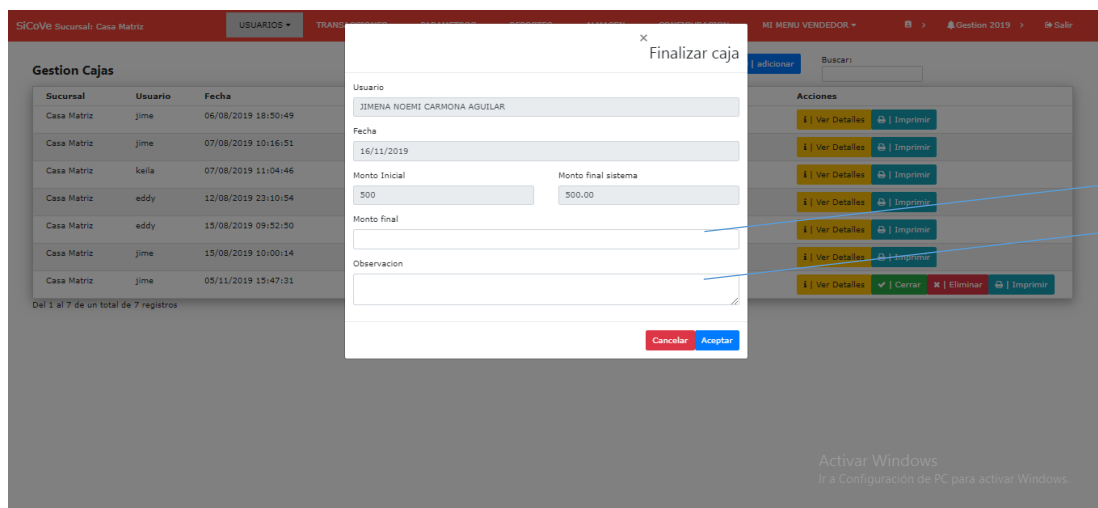 SiCoVe Sucursal: Casa Matriz USUARIOS MI MENU VENDEDOR Gestion 2019 Salir
×
Finalizar caja
Gestion Cajas | adicionar Buscar:
Sucursal Usuario Fecha Acciones
Casa Matriz jime 06/08/2019 18:50:49 | Ver Detalles | Imprimir
Casa Matriz jime 07/08/2019 10:16:51 | Ver Detalles | Imprimir
Casa Matriz keila 07/08/2019 11:04:46 | Ver Detalles | Imprimir
Casa Matriz eddy 12/08/2019 23:10:54 | Ver Detalles | Imprimir
Casa Matriz eddy 15/08/2019 09:52:50 | Ver Detalles | Imprimir
Casa Matriz jime 15/08/2019 10:00:14 | Ver Detalles | Imprimir
Casa Matriz jime 05/11/2019 15:47:31 | Ver Detalles | Cerrar | Eliminar | Imprimir
Del 1 al 7 de un total de 7 registros
Usuario
JIMENA NOEMI CARMONA AGUILAR
Fecha
16/11/2019
Monto Inicial Monto final sistema
500 500.00
Monto final
Observacion
Cancelar Aceptar
Activar Windows
Ir a Configuración de PC para activar Windows.